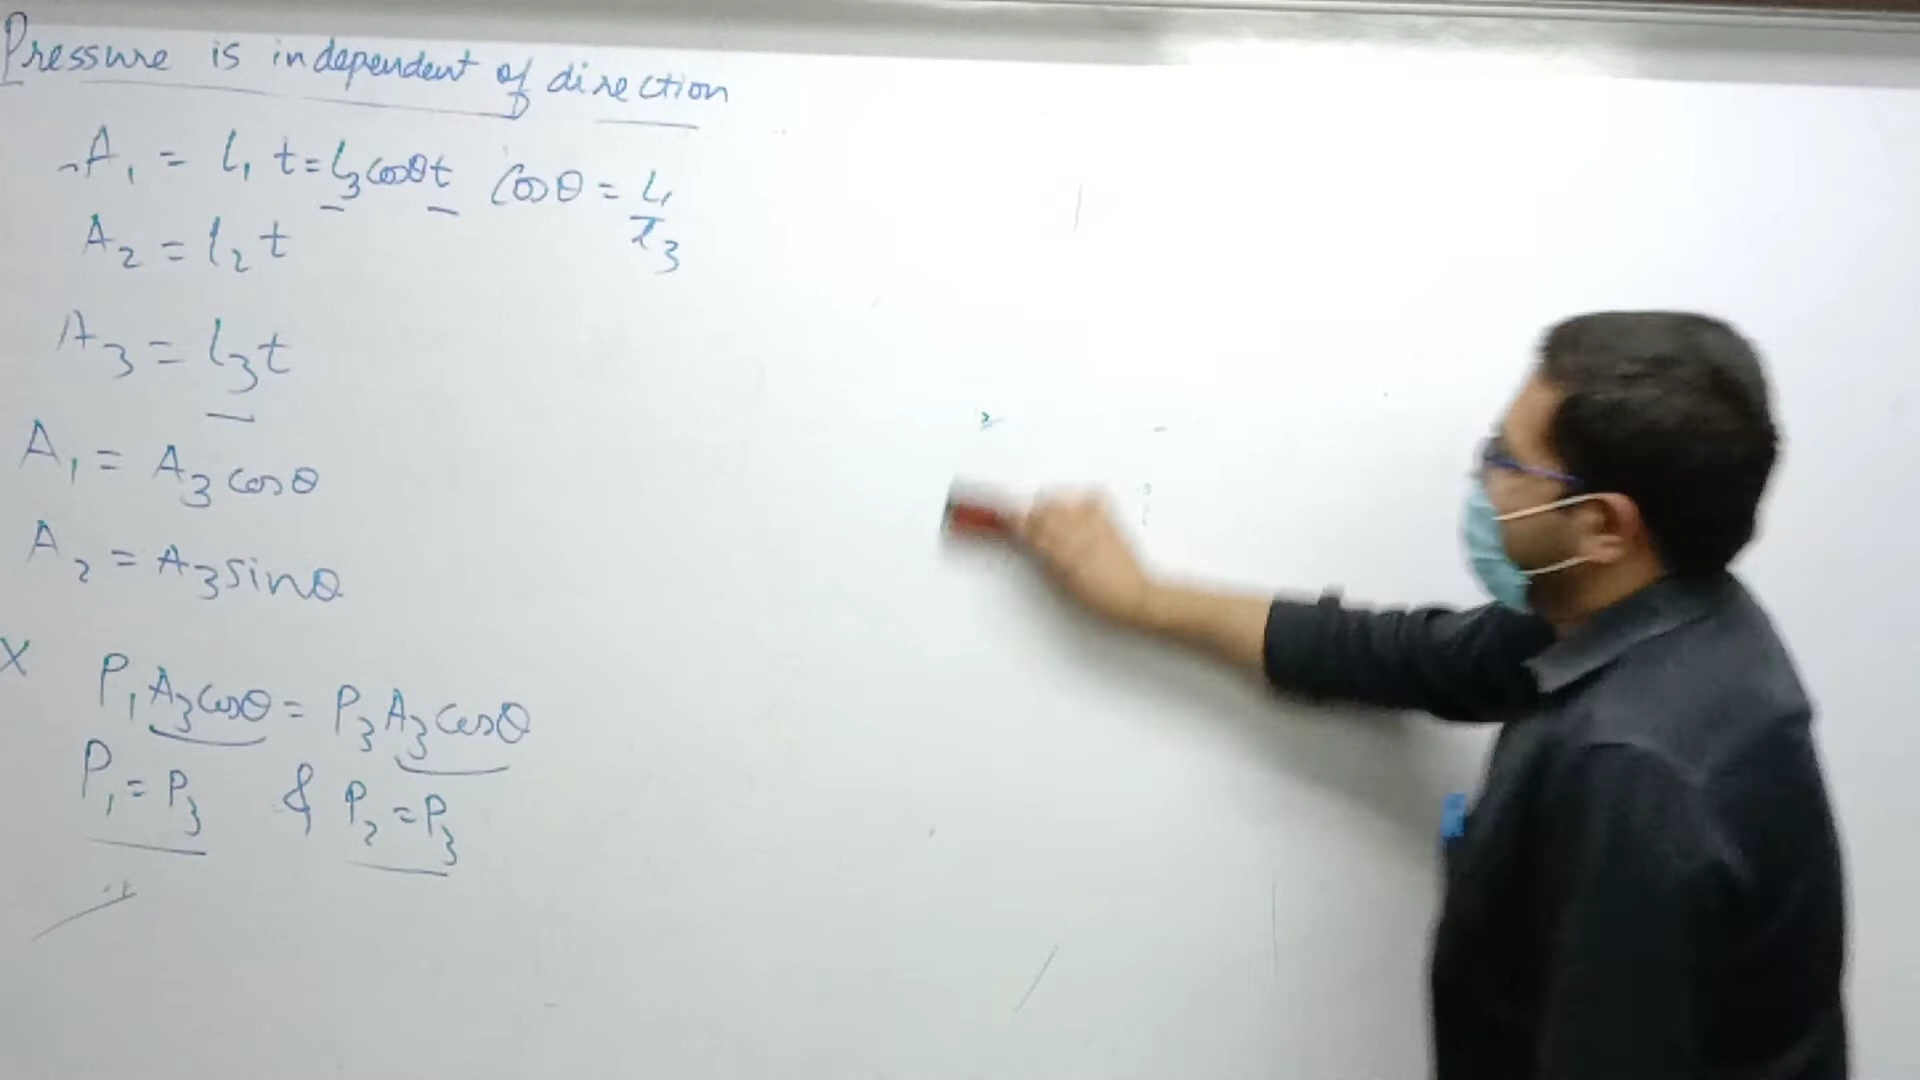 Pressure is independent of direction
A₁ = l₁ t = l₃ cosθ t cosθ = l₁/l₃
A₂ = l₂ t
A₃ = l₃ t
A₁ = A₃ cosθ
A₂ = A₃ sinθ
X P₁ A₃ cosθ = P₃ A₃ cosθ
P₁ = P₃ & P₂ = P₃